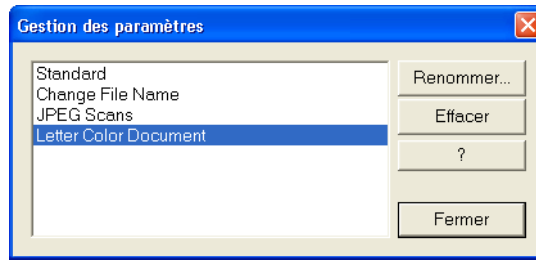 Gestion des paramètres
Standard
Change File Name
JPEG Scans
Letter Color Document
Renommer...
Effacer
?
Fermer